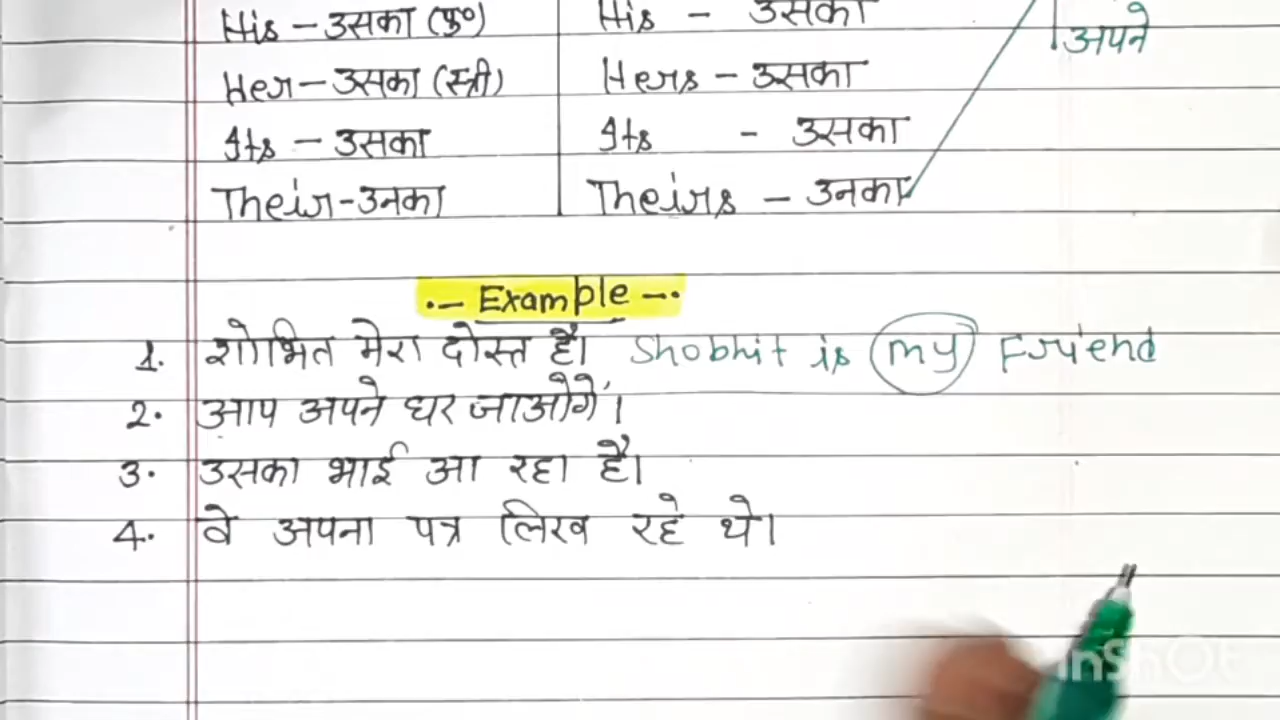 His – उसका (पु०) His – उसका
अपने
Her – उसका (स्त्री) Hers – उसका
Its – उसका Its - उसका
Their - उनका Theirs – उनका
.– Example –.
1. शोभित मेरा दोस्त है। Shobhit is my Friend
2. आप अपने घर जाओगें।
3. उसका भाई आ रहा है।
4. वे अपना पत्र लिख रहे थे।
InShOt